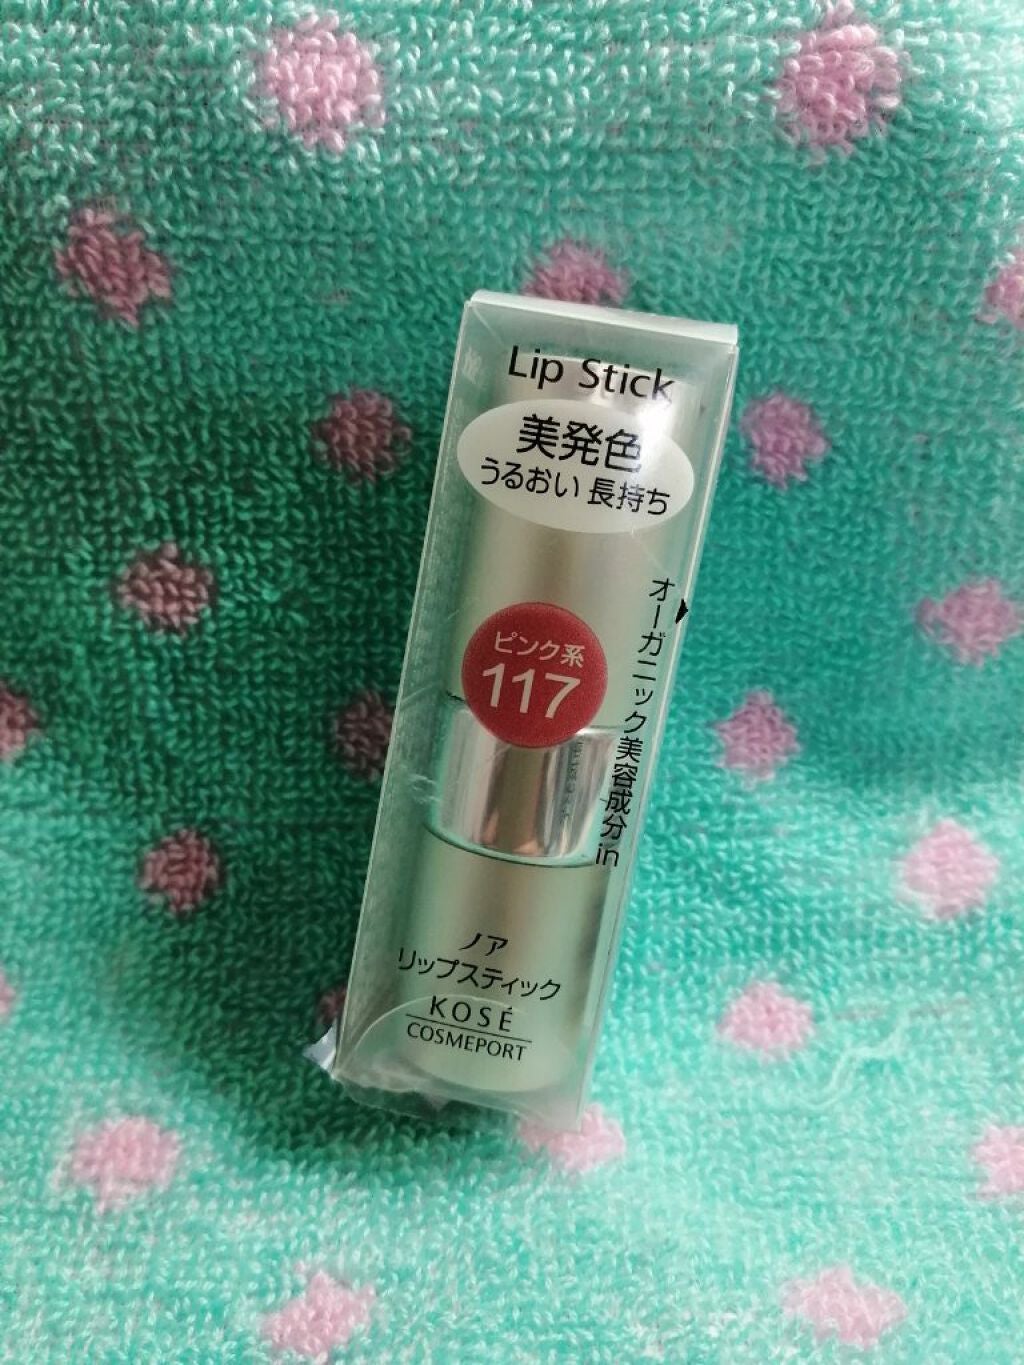 Lip Stick
美発色
うるおい 長持ち
オーガニック美容成分in
ピンク系
117
ノア
リップスティック
KOSÉ
COSMEPORT